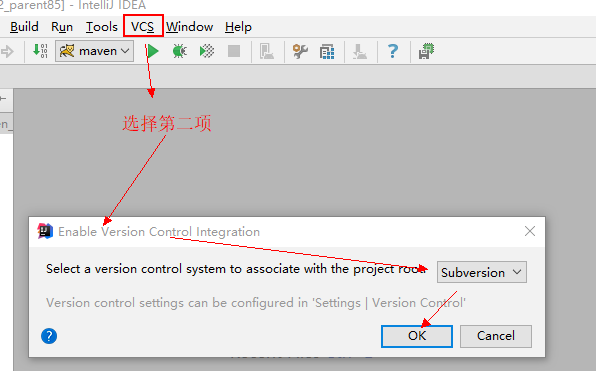 2_parent85] - IntelliJ IDEA
Build Run Tools VCS Window Help
maven
选择第二项
Enable Version Control Integration
Select a version control system to associate with the project root
Subversion
Version control settings can be configured in 'Settings | Version Control'
? OK Cancel